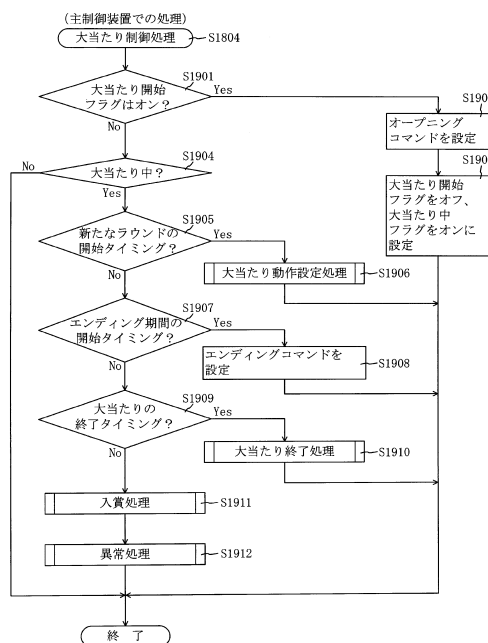 (主制御装置での処理)
大当たり制御処理
S1804
S1901
大当たり開始
フラグはオン？
Yes
No
S190
オープニング
コマンドを設定
S190
大当たり開始
フラグをオフ、
大当たり中
フラグをオンに
設定
S1904
No
大当たり中？
Yes
S1905
新たなラウンドの
開始タイミング？
Yes
No
大当たり動作設定処理
S1906
S1907
エンディング期間の
開始タイミング？
Yes
No
エンディングコマンドを
設定
S1908
S1909
大当たりの
終了タイミング？
Yes
No
大当たり終了処理
S1910
入賞処理
S1911
異常処理
S1912
終 了